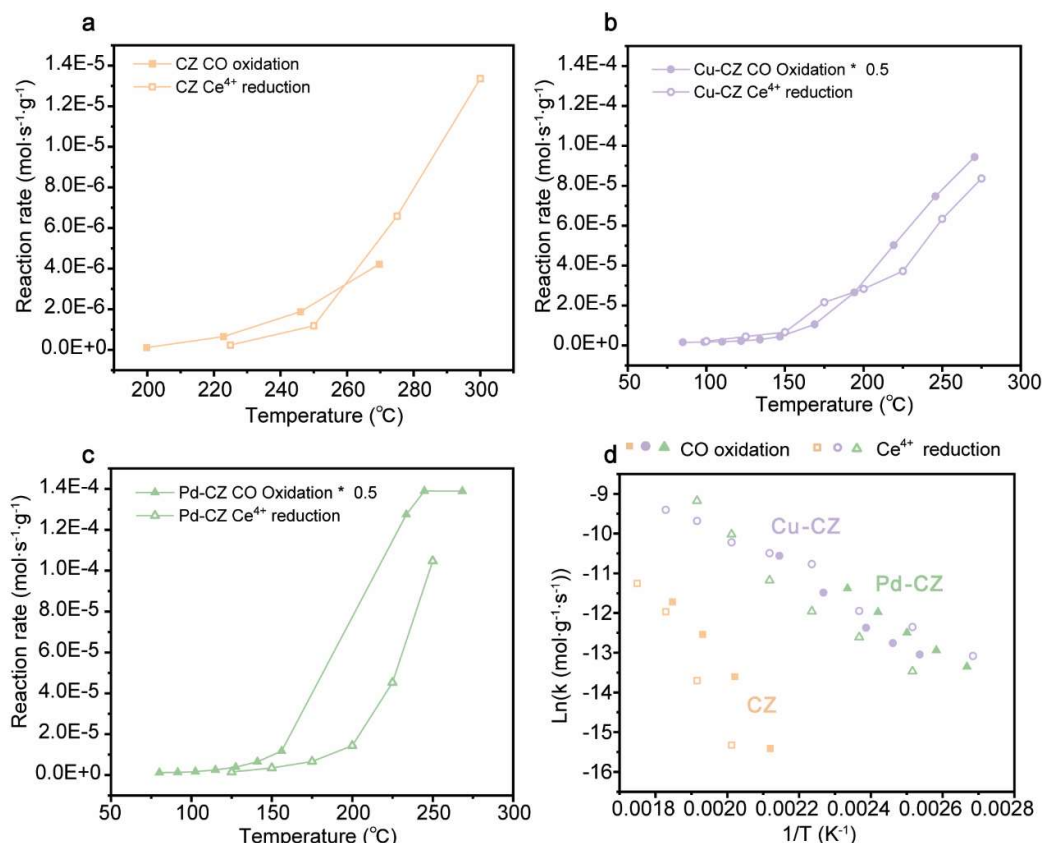 a
CZ CO oxidation
CZ Ce⁴⁺ reduction
Reaction rate (mol·s⁻¹·g⁻¹)
1.4E-5
1.2E-5
1.0E-5
8.0E-6
6.0E-6
4.0E-6
2.0E-6
0.0E+0
200 220 240 260 280 300
Temperature (°C)
b
Cu-CZ CO Oxidation * 0.5
Cu-CZ Ce⁴⁺ reduction
Reaction rate (mol·s⁻¹·g⁻¹)
1.4E-4
1.2E-4
1.0E-4
8.0E-5
6.0E-5
4.0E-5
2.0E-5
0.0E+0
50 100 150 200 250 300
Temperature (°C)
c
Pd-CZ CO Oxidation * 0.5
Pd-CZ Ce⁴⁺ reduction
Reaction rate (mol·s⁻¹·g⁻¹)
1.4E-4
1.2E-4
1.0E-4
8.0E-5
6.0E-5
4.0E-5
2.0E-5
0.0E+0
50 100 150 200 250 300
Temperature (°C)
d
CO oxidation
Ce⁴⁺ reduction
Cu-CZ
Pd-CZ
CZ
Ln(k (mol·g⁻¹·s⁻¹))
-9
-10
-11
-12
-13
-14
-15
-16
0.0018 0.0020 0.0022 0.0024 0.0026 0.0028
1/T (K⁻¹)